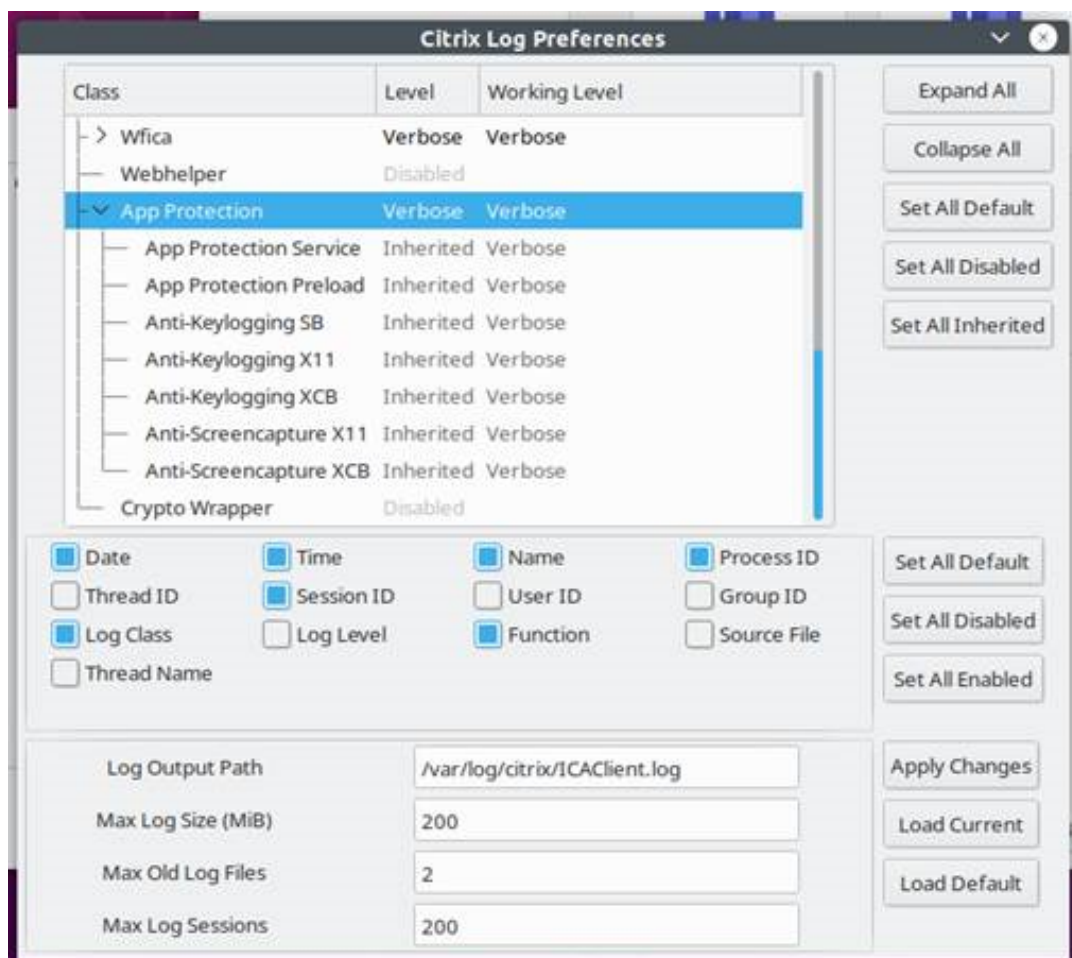 Citrix Log Preferences
Class Level Working Level
Wfica Verbose Verbose
Webhelper Disabled
App Protection Verbose Verbose
App Protection Service Inherited Verbose
App Protection Preload Inherited Verbose
Anti-Keylogging SB Inherited Verbose
Anti-Keylogging X11 Inherited Verbose
Anti-Keylogging XCB Inherited Verbose
Anti-Screencapture X11 Inherited Verbose
Anti-Screencapture XCB Inherited Verbose
Crypto Wrapper Disabled
Expand All
Collapse All
Set All Default
Set All Disabled
Set All Inherited
Date Time Name Process ID
Thread ID Session ID User ID Group ID
Log Class Log Level Function Source File
Thread Name
Set All Default
Set All Disabled
Set All Enabled
Log Output Path /var/log/citrix/ICAClient.log
Max Log Size (MiB) 200
Max Old Log Files 2
Max Log Sessions 200
Apply Changes
Load Current
Load Default